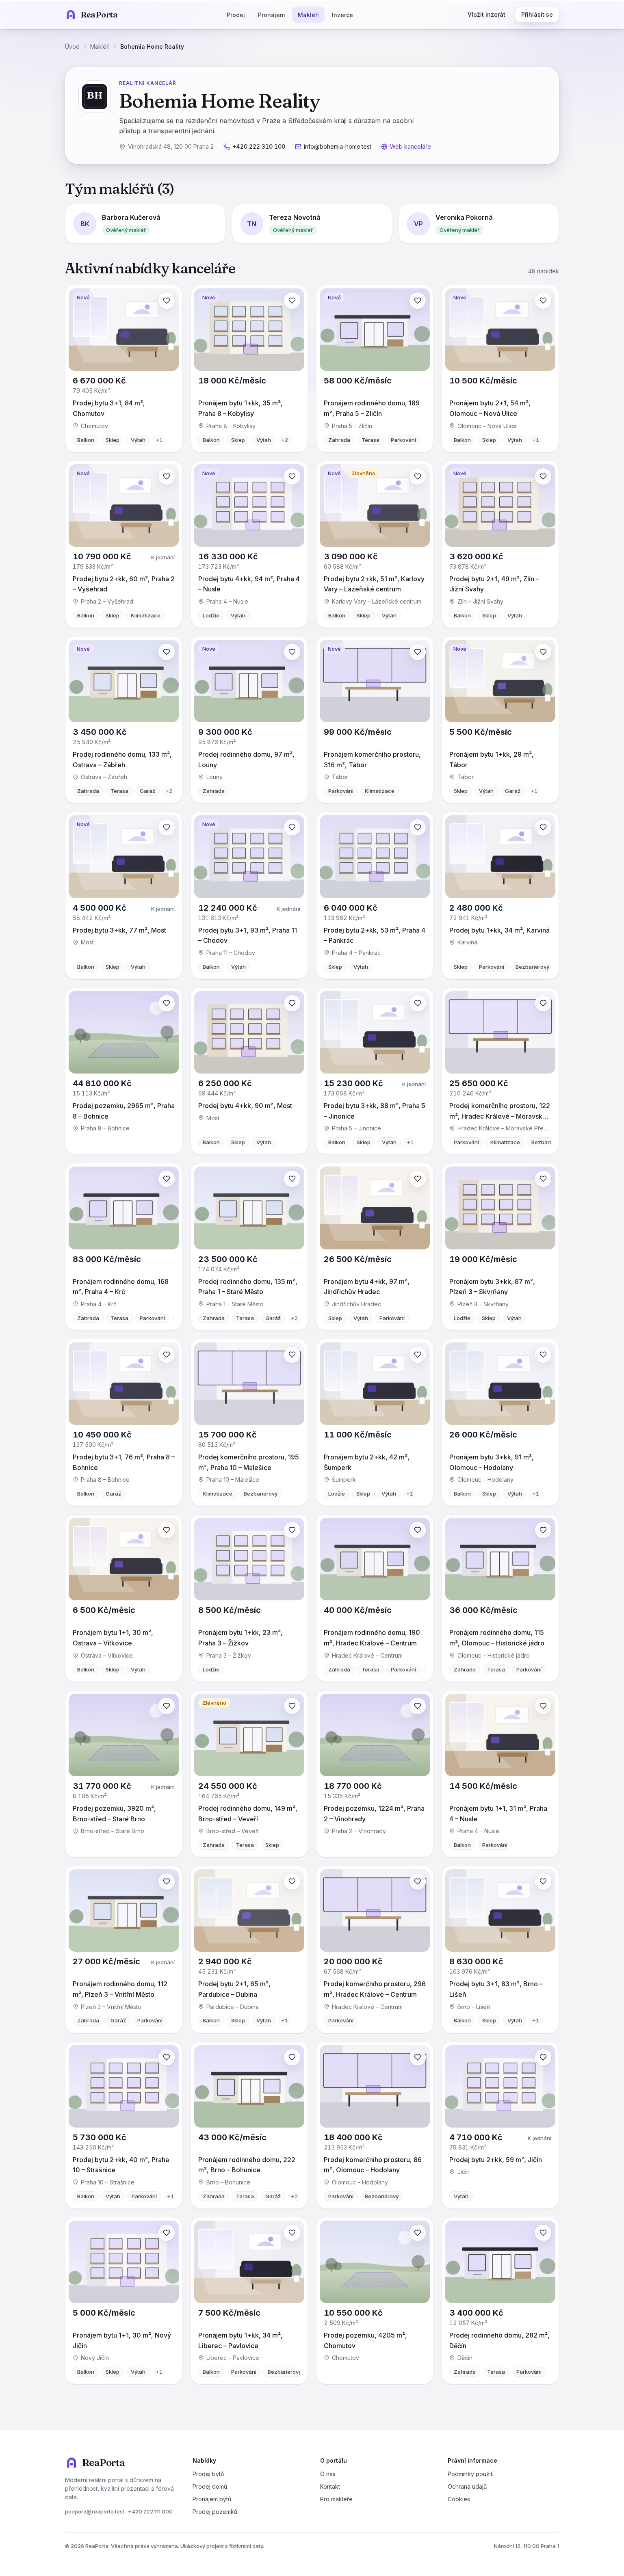 ReaPorta
Prodej
Pronájem
Makléři
Inzerce
Vložit inzerát
Přihlásit se
Úvod › Makléři › Bohemia Home Reality
BH
REALITNÍ KANCELÁŘ
Bohemia Home Reality
Specializujeme se na rezidenční nemovitosti v Praze a Středočeském kraji s důrazem na osobní
přístup a transparentní jednání.
Vinohradská 48, 120 00 Praha 2
+420 222 310 100
info@bohemia-home.test
Web kanceláře
Tým makléřů (3)
BK
Barbora Kučerová
Ověřený makléř
TN
Tereza Novotná
Ověřený makléř
VP
Veronika Pokorná
Ověřený makléř
Aktivní nabídky kanceláře
48 nabídek
Nové
6 670 000 Kč
79 405 Kč/m²
Prodej bytu 3+1, 84 m²,
Chomutov
Chomutov
Balkon Sklep Výtah +1
Nové
18 000 Kč/měsíc
Pronájem bytu 1+kk, 35 m²,
Praha 8 – Kobylisy
Praha 8 – Kobylisy
Balkon Sklep Výtah +2
Nové
58 000 Kč/měsíc
Pronájem rodinného domu, 189
m², Praha 5 – Zličín
Praha 5 – Zličín
Zahrada Terasa Parkování
Nové
10 500 Kč/měsíc
Pronájem bytu 2+1, 54 m²,
Olomouc – Nová Ulice
Olomouc – Nová Ulice
Balkon Sklep Výtah +1
Nové
10 790 000 Kč
K jednání
179 833 Kč/m²
Prodej bytu 2+kk, 60 m², Praha 2
– Vyšehrad
Praha 2 – Vyšehrad
Balkon Sklep Klimatizace
Nové
16 330 000 Kč
173 723 Kč/m²
Prodej bytu 4+kk, 94 m², Praha 4
– Nusle
Praha 4 – Nusle
Lodžie Výtah
Nové Zlevněno
3 090 000 Kč
60 588 Kč/m²
Prodej bytu 2+kk, 51 m², Karlovy
Vary – Lázeňské centrum
Karlovy Vary – Lázeňské centrum
Balkon Sklep Výtah
Nové
3 620 000 Kč
73 878 Kč/m²
Prodej bytu 2+1, 49 m², Zlín –
Jižní Svahy
Zlín – Jižní Svahy
Balkon Sklep Výtah
Nové
3 450 000 Kč
25 940 Kč/m²
Prodej rodinného domu, 133 m²,
Ostrava – Zábřeh
Ostrava – Zábřeh
Zahrada Terasa Garáž +2
Nové
9 300 000 Kč
95 876 Kč/m²
Prodej rodinného domu, 97 m²,
Louny
Louny
Zahrada
Nové
99 000 Kč/měsíc
Pronájem komerčního prostoru,
316 m², Tábor
Tábor
Parkování Klimatizace
Nové
5 500 Kč/měsíc
Pronájem bytu 1+kk, 29 m²,
Tábor
Tábor
Sklep Výtah Garáž +1
Nové
4 500 000 Kč
K jednání
58 442 Kč/m²
Prodej bytu 3+kk, 77 m², Most
Most
Balkon Sklep Výtah
Nové
12 240 000 Kč
K jednání
131 613 Kč/m²
Prodej bytu 3+1, 93 m², Praha 11
– Chodov
Praha 11 – Chodov
Balkon Výtah
6 040 000 Kč
113 962 Kč/m²
Prodej bytu 2+kk, 53 m², Praha 4
– Pankrác
Praha 4 – Pankrác
Sklep Výtah
2 480 000 Kč
72 941 Kč/m²
Prodej bytu 1+kk, 34 m², Karviná
Karviná
Sklep Parkování Bezbariérový
44 810 000 Kč
15 113 Kč/m²
Prodej pozemku, 2965 m², Praha
8 – Bohnice
Praha 8 – Bohnice
6 250 000 Kč
69 444 Kč/m²
Prodej bytu 4+kk, 90 m², Most
Most
Balkon Sklep Výtah
15 230 000 Kč
K jednání
173 068 Kč/m²
Prodej bytu 3+kk, 88 m², Praha 5
– Jinonice
Praha 5 – Jinonice
Balkon Sklep Výtah +1
25 650 000 Kč
210 246 Kč/m²
Prodej komerčního prostoru, 122
m², Hradec Králové – Moravsk...
Hradec Králové – Moravské Pře...
Parkování Klimatizace Bezbari
83 000 Kč/měsíc
Pronájem rodinného domu, 168
m², Praha 4 – Krč
Praha 4 – Krč
Zahrada Terasa Parkování
23 500 000 Kč
174 074 Kč/m²
Prodej rodinného domu, 135 m²,
Praha 1 – Staré Město
Praha 1 – Staré Město
Zahrada Terasa Garáž +2
26 500 Kč/měsíc
Pronájem bytu 4+kk, 97 m²,
Jindřichův Hradec
Jindřichův Hradec
Sklep Výtah Parkování
19 000 Kč/měsíc
Pronájem bytu 3+kk, 87 m²,
Plzeň 3 – Skvrňany
Plzeň 3 – Skvrňany
Lodžie Sklep Výtah
10 450 000 Kč
137 500 Kč/m²
Prodej bytu 3+1, 76 m², Praha 8 –
Bohnice
Praha 8 – Bohnice
Balkon Garáž
15 700 000 Kč
80 513 Kč/m²
Prodej komerčního prostoru, 195
m², Praha 10 – Malešice
Praha 10 – Malešice
Klimatizace Bezbariérový
11 000 Kč/měsíc
Pronájem bytu 2+kk, 42 m²,
Šumperk
Šumperk
Lodžie Sklep Výtah +1
26 000 Kč/měsíc
Pronájem bytu 3+kk, 91 m²,
Olomouc – Hodolany
Olomouc – Hodolany
Balkon Sklep Výtah +1
6 500 Kč/měsíc
Pronájem bytu 1+1, 30 m²,
Ostrava – Vítkovice
Ostrava – Vítkovice
Balkon Sklep Výtah
8 500 Kč/měsíc
Pronájem bytu 1+kk, 23 m²,
Praha 3 – Žižkov
Praha 3 – Žižkov
Lodžie
40 000 Kč/měsíc
Pronájem rodinného domu, 190
m², Hradec Králové – Centrum
Hradec Králové – Centrum
Zahrada Terasa Parkování
36 000 Kč/měsíc
Pronájem rodinného domu, 115
m², Olomouc – Historické jádro
Olomouc – Historické jádro
Zahrada Terasa Parkování
31 770 000 Kč
K jednání
8 105 Kč/m²
Prodej pozemku, 3920 m²,
Brno-střed – Staré Brno
Brno-střed – Staré Brno
Zlevněno
24 550 000 Kč
164 765 Kč/m²
Prodej rodinného domu, 149 m²,
Brno-střed – Veveří
Brno-střed – Veveří
Zahrada Terasa Sklep
18 770 000 Kč
15 335 Kč/m²
Prodej pozemku, 1224 m², Praha
2 – Vinohrady
Praha 2 – Vinohrady
14 500 Kč/měsíc
Pronájem bytu 1+1, 31 m², Praha
4 – Nusle
Praha 4 – Nusle
Balkon Parkování
27 000 Kč/měsíc
K jednání
Pronájem rodinného domu, 112
m², Plzeň 3 – Vnitřní Město
Plzeň 3 – Vnitřní Město
Zahrada Garáž Parkování
2 940 000 Kč
45 231 Kč/m²
Prodej bytu 2+1, 65 m²,
Pardubice – Dubina
Pardubice – Dubina
Balkon Sklep Výtah +1
20 000 000 Kč
67 568 Kč/m²
Prodej komerčního prostoru, 296
m², Hradec Králové – Centrum
Hradec Králové – Centrum
Parkování
8 630 000 Kč
103 976 Kč/m²
Prodej bytu 3+1, 83 m², Brno –
Líšeň
Brno – Líšeň
Balkon Sklep Výtah +1
5 730 000 Kč
143 250 Kč/m²
Prodej bytu 2+kk, 40 m², Praha
10 – Strašnice
Praha 10 – Strašnice
Balkon Výtah Parkování +1
43 000 Kč/měsíc
Pronájem rodinného domu, 222
m², Brno – Bohunice
Brno – Bohunice
Zahrada Terasa Garáž +2
18 400 000 Kč
213 953 Kč/m²
Prodej komerčního prostoru, 86
m², Olomouc – Hodolany
Olomouc – Hodolany
Parkování Bezbariérový
4 710 000 Kč
K jednání
79 831 Kč/m²
Prodej bytu 2+kk, 59 m², Jičín
Jičín
Výtah
5 000 Kč/měsíc
Pronájem bytu 1+1, 30 m², Nový
Jičín
Nový Jičín
Balkon Sklep Výtah +1
7 500 Kč/měsíc
Pronájem bytu 1+kk, 34 m²,
Liberec – Pavlovice
Liberec – Pavlovice
Balkon Parkování Bezbariérový
10 550 000 Kč
2 509 Kč/m²
Prodej pozemku, 4205 m²,
Chomutov
Chomutov
3 400 000 Kč
12 057 Kč/m²
Prodej rodinného domu, 282 m²,
Děčín
Děčín
Zahrada Terasa Parkování
ReaPorta
Moderní realitní portál s důrazem na
přehlednost, kvalitní prezentaci a férová
data.
podpora@reaporta.test · +420 222 111 000
Nabídky
Prodej bytů
Prodej domů
Pronájem bytů
Prodej pozemků
O portálu
O nás
Kontakt
Pro makléře
Právní informace
Podmínky použití
Ochrana údajů
Cookies
© 2026 ReaPorta. Všechna práva vyhrazena. Ukázkový projekt s fiktivními daty.
Národní 12, 110 00 Praha 1